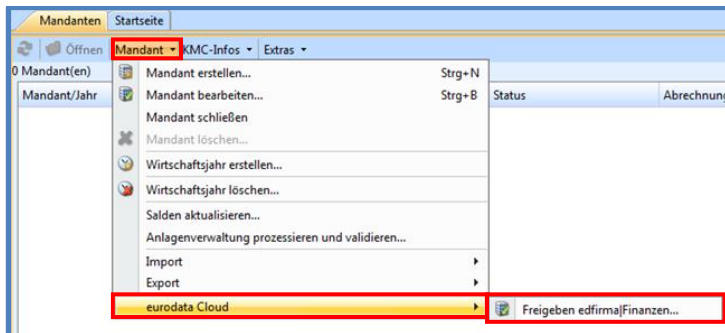 Mandanten Startseite
Öffnen Mandant KMC-Infos Extras
0 Mandant(en)
Mandant/Jahr Status Abrechnung
Mandant erstellen... Strg+N
Mandant bearbeiten... Strg+B
Mandant schließen
Mandant löschen...
Wirtschaftsjahr erstellen...
Wirtschaftsjahr löschen...
Salden aktualisieren...
Anlagenverwaltung prozessieren und validieren...
Import
Export
eurodata Cloud Freigeben edfirma|Finanzen...